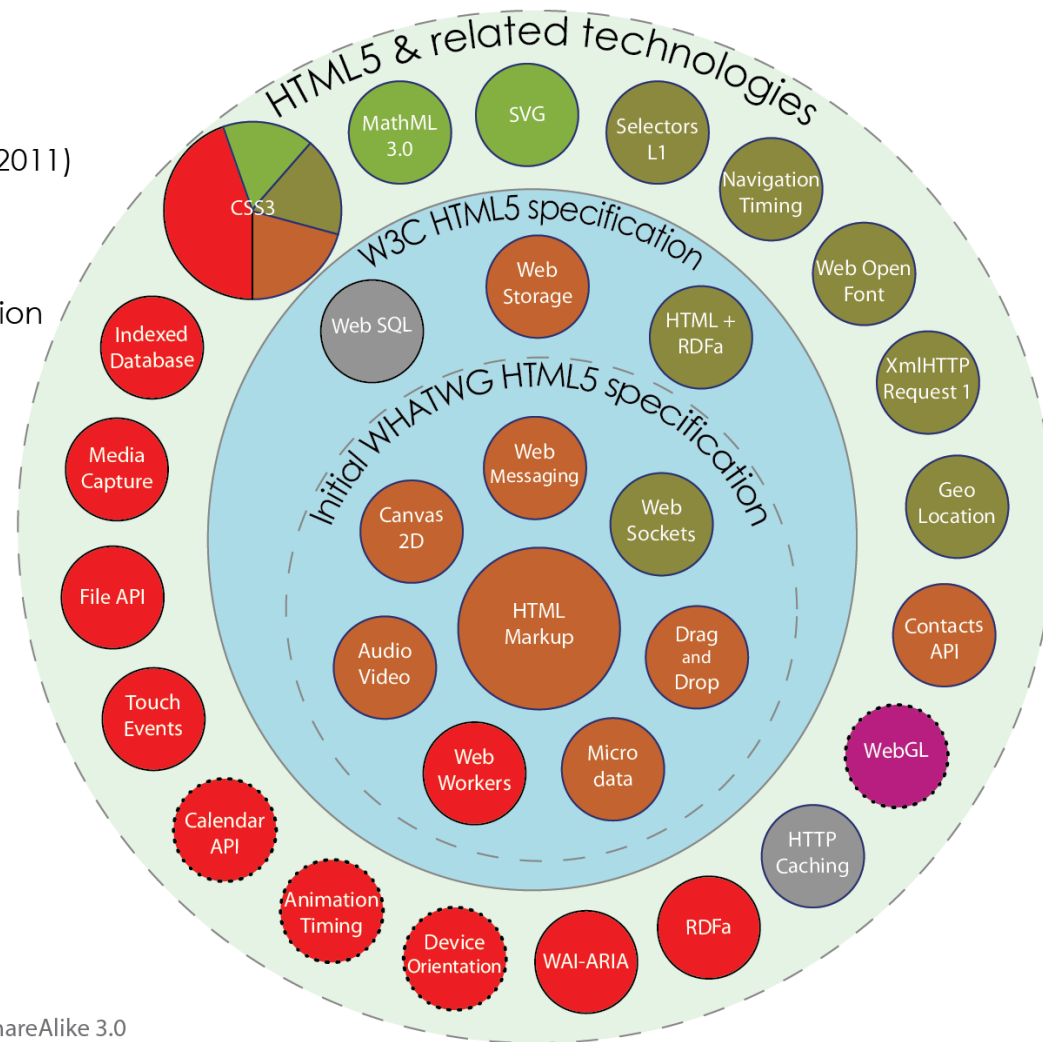 HTML5 & related technologies
2011)
MathML
3.0
SVG
Selectors
L1
Navigation
Timing
CSS3
W3C HTML5 specification
Web
Storage
Web Open
Font
Web SQL
HTML +
RDFa
Indexed
Database
XmlHTTP
Request 1
Initial WHATWG HTML5 specification
Web
Messaging
Media
Capture
Canvas
2D
Web
Sockets
Geo
Location
File API
HTML
Markup
Contacts
API
Audio
Video
Drag
and
Drop
Touch
Events
Web
Workers
Micro
data
WebGL
Calendar
API
HTTP
Caching
Animation
Timing
Device
Orientation
WAI-ARIA
RDFa
3.0